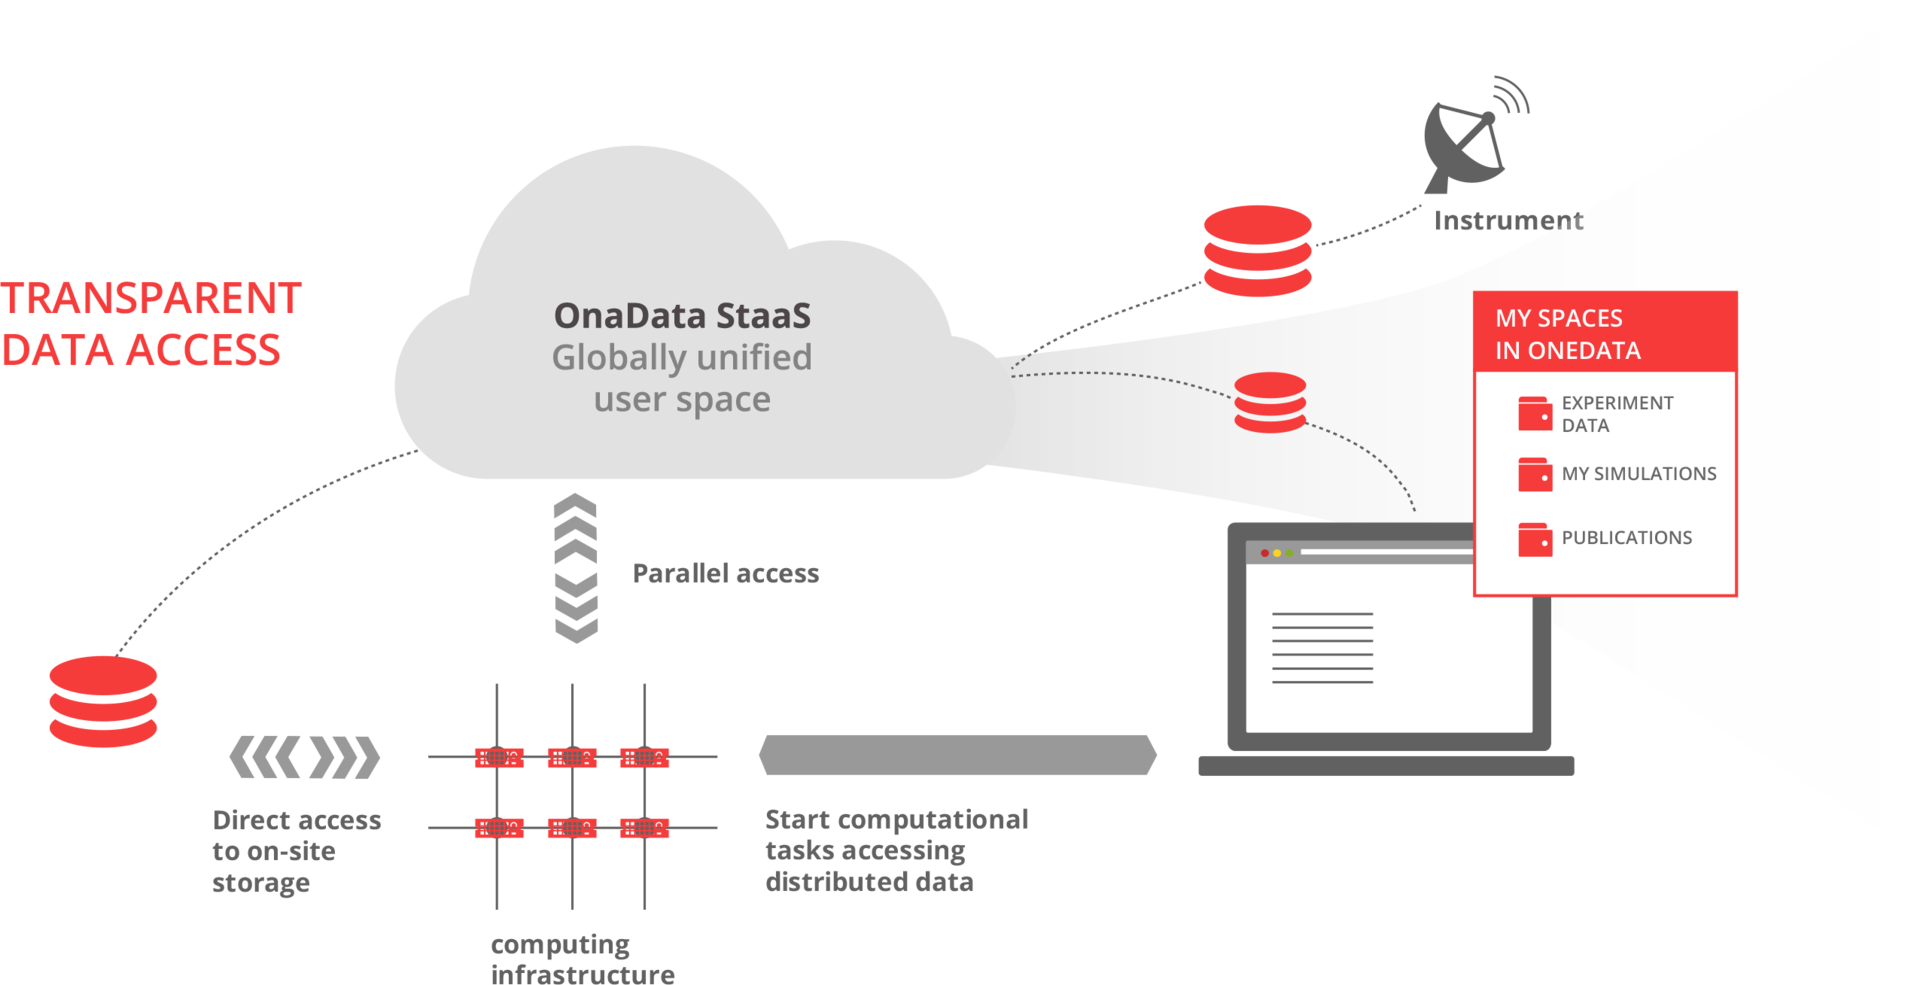 TRANSPARENT
DATA ACCESS
OnaData StaaS
Globally unified
user space
Instrument
MY SPACES
IN ONEDATA
EXPERIMENT
DATA
MY SIMULATIONS
PUBLICATIONS
Parallel access
Direct access
to on-site
storage
computing
infrastructure
Start computational
tasks accessing
distributed data